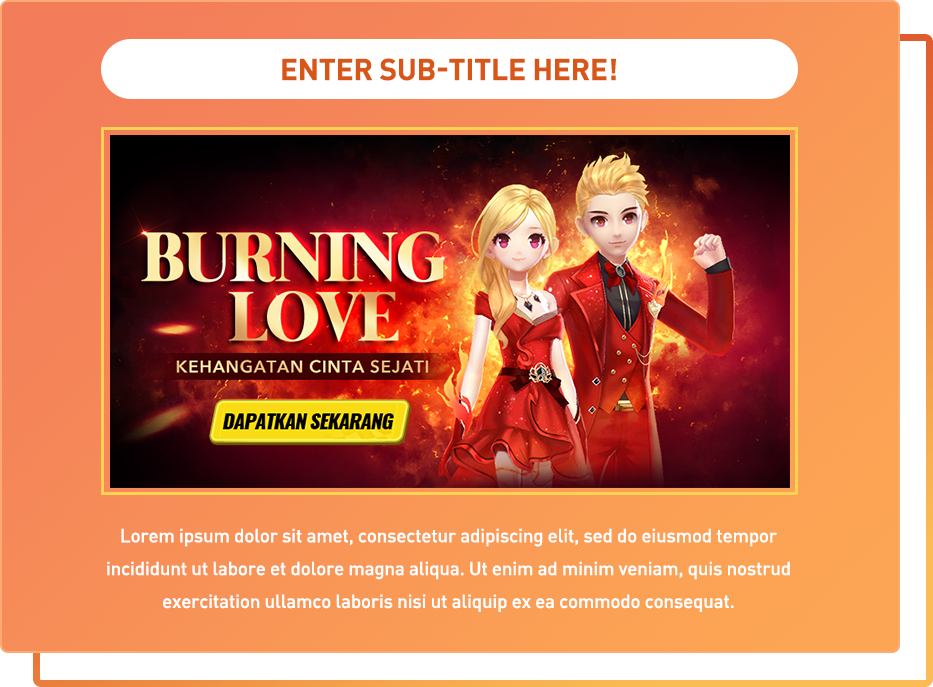 ENTER SUB-TITLE HERE!
BURNING
LOVE
KEHANGATAN CINTA SEJATI
DAPATKAN SEKARANG
Lorem ipsum dolor sit amet, consectetur adipiscing elit, sed do eiusmod tempor
incididunt ut labore et dolore magna aliqua. Ut enim ad minim veniam, quis nostrud
exercitation ullamco laboris nisi ut aliquip ex ea commodo consequat.